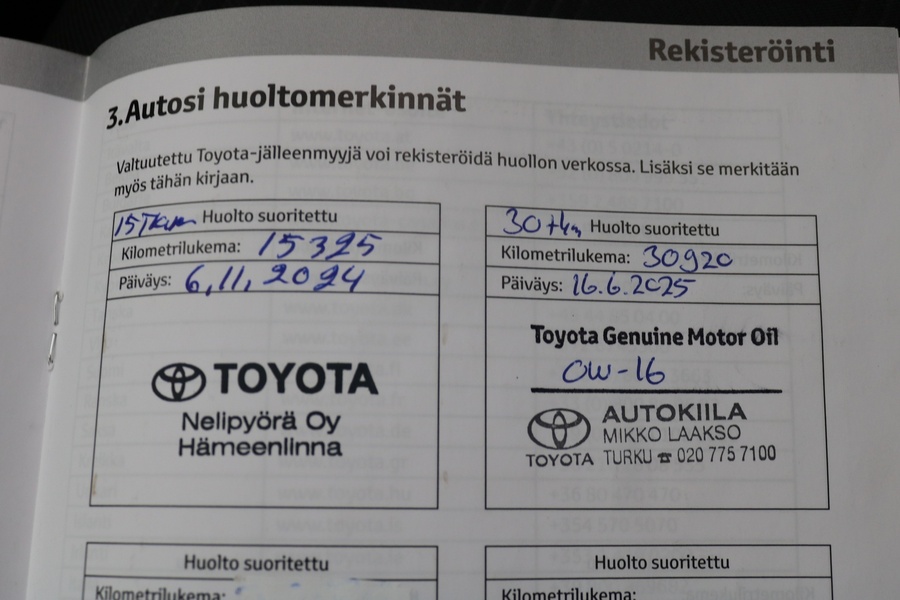 Rekisteröinti
3. Autosi huoltomerkinnät
Valtuutettu Toyota-jälleenmyyjä voi rekisteröidä huollon verkossa. Lisäksi se merkitään
myös tähän kirjaan.
15Tkm Huolto suoritettu
Kilometrilukema: 15325
Päiväys: 6,11,2024
TOYOTA
Nelipyörä Oy
Hämeenlinna
30tkm Huolto suoritettu
Kilometrilukema: 30920
Päiväys: 16.6.2025
Toyota Genuine Motor Oil
0W-16
AUTOKIILA
MIKKO LAAKSO
TOYOTA TURKU ☎ 020 775 7100
Huolto suoritettu
Kilometrilukema:
Huolto suoritettu
Kilometrilukema: